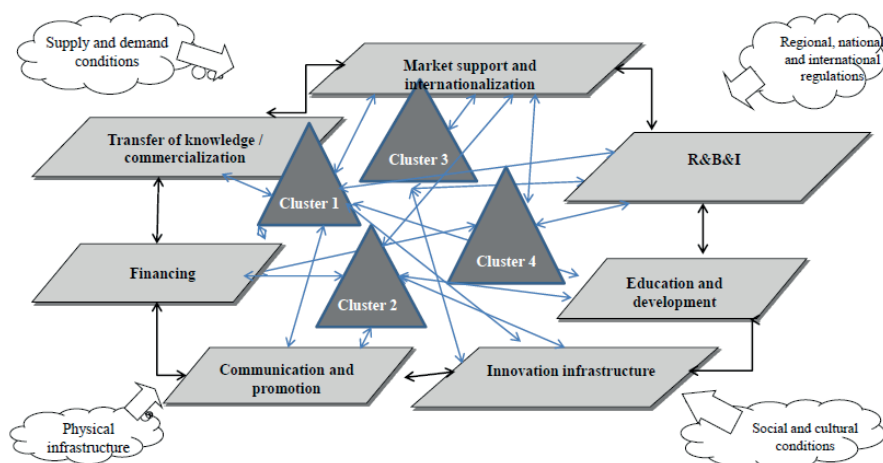 Supply and demand
conditions
Regional, national
and international
regulations
Market support and
internationalization
Transfer of knowledge /
commercialization
Cluster 3
R&B&I
Cluster 1
Cluster 4
Financing
Education and
development
Cluster 2
Communication and
promotion
Innovation infrastructure
Physical
infrastructure
Social and cultural
conditions